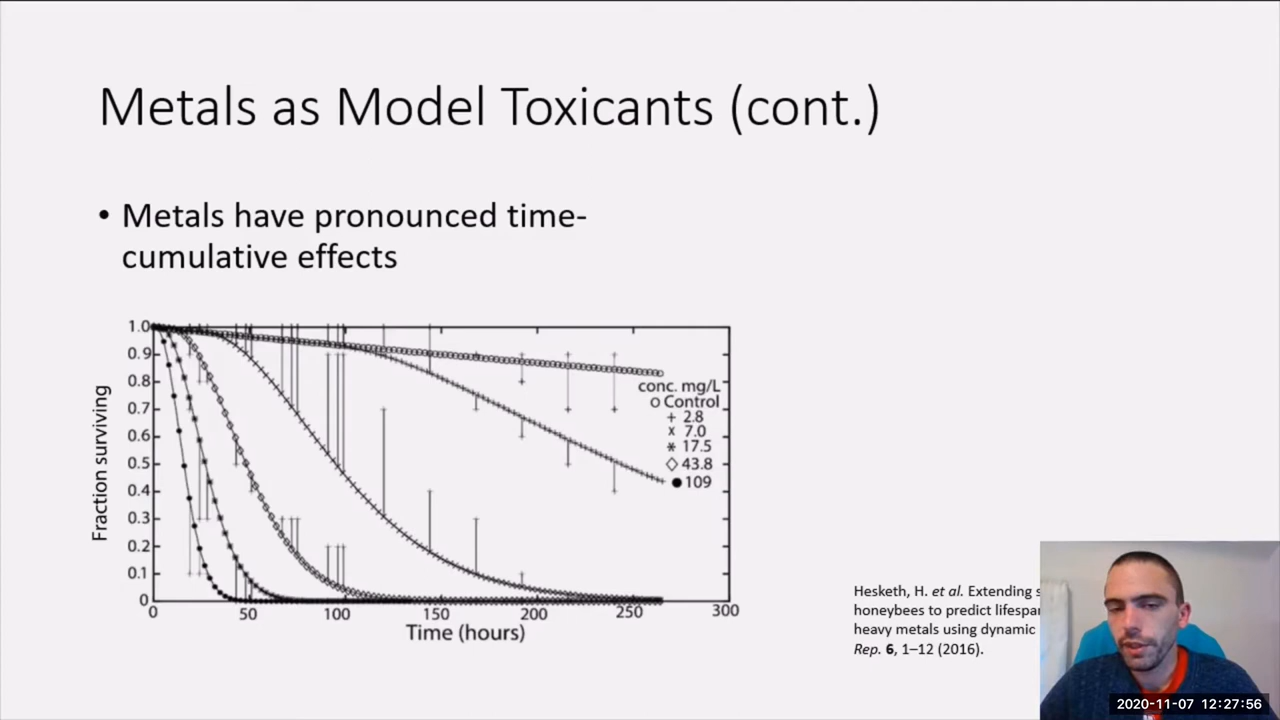 Metals as Model Toxicants (cont.)
• Metals have pronounced time-
cumulative effects
1.0
0.9
0.8
0.7
0.6
0.5
0.4
0.3
0.2
0.1
0
Fraction surviving
conc. mg/L
Control
2.8
7.0
17.5
43.8
109
0 50 100 150 200 250 300
Time (hours)
Hesketh, H. et al. Extending
honeybees to predict
heavy metals using dynamic
Rep. 6, 1–12 (2016).
2020-11-07 12:27:56